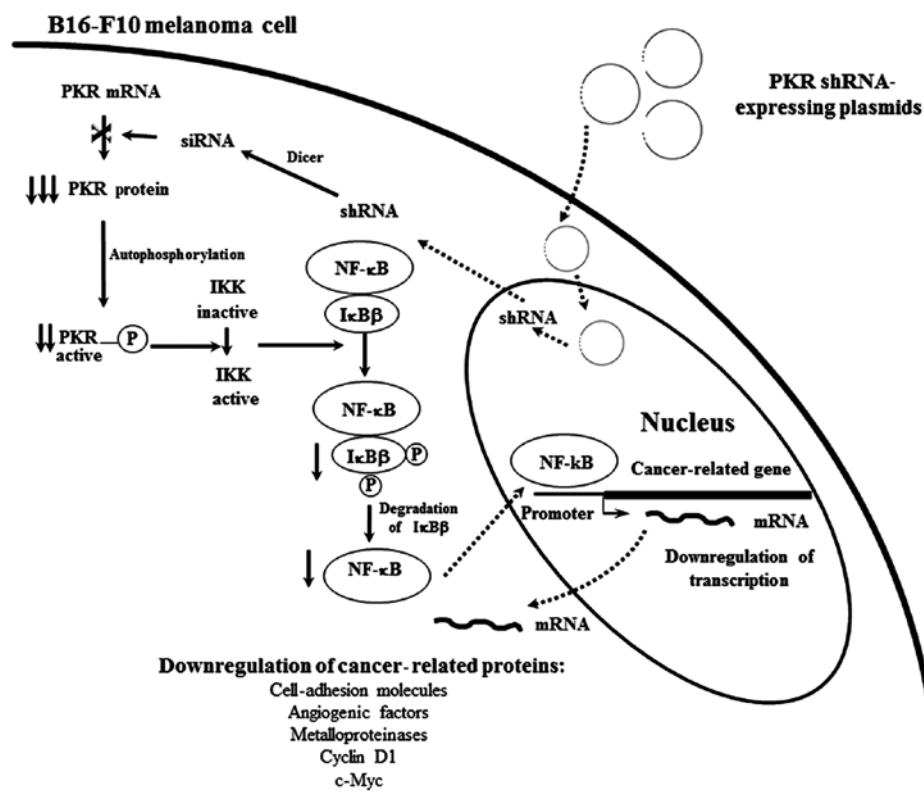 B16-F10 melanoma cell
PKR shRNA-
expressing plasmids
PKR mRNA
siRNA
Dicer
PKR protein
shRNA
Autophosphorylation
NF-κB
IκBβ
IKK
inactive
PKR
active
P
IKK
active
shRNA
NF-κB
IκBβ
P
P
Degradation
of IκBβ
NF-κB
Nucleus
NF-kB
Cancer-related gene
Promoter
mRNA
Downregulation of
transcription
mRNA
Downregulation of cancer- related proteins:
Cell-adhesion molecules
Angiogenic factors
Metalloproteinases
Cyclin D1
c-Myc